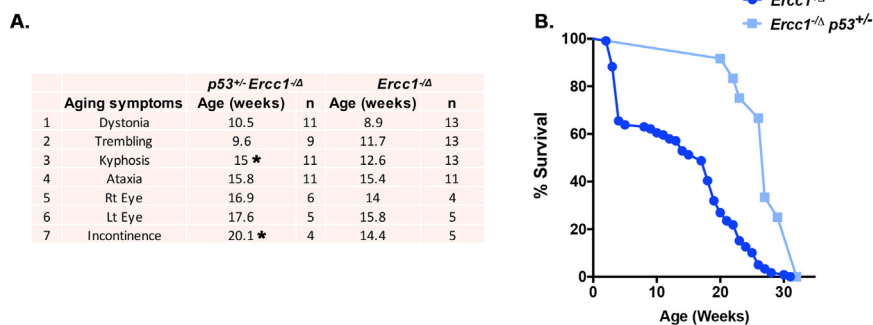 A.
p53+/- Ercc1-/Δ Ercc1-/Δ
Aging symptoms Age (weeks) n Age (weeks) n
1 Dystonia 10.5 11 8.9 13
2 Trembling 9.6 9 11.7 13
3 Kyphosis 15 * 11 12.6 13
4 Ataxia 15.8 11 15.4 11
5 Rt Eye 16.9 6 14 4
6 Lt Eye 17.6 5 15.8 5
7 Incontinence 20.1 * 4 14.4 5
B.
Ercc1-/Δ
Ercc1-/Δ p53+/-
% Survival
100
80
60
40
20
0
0 10 20 30
Age (Weeks)